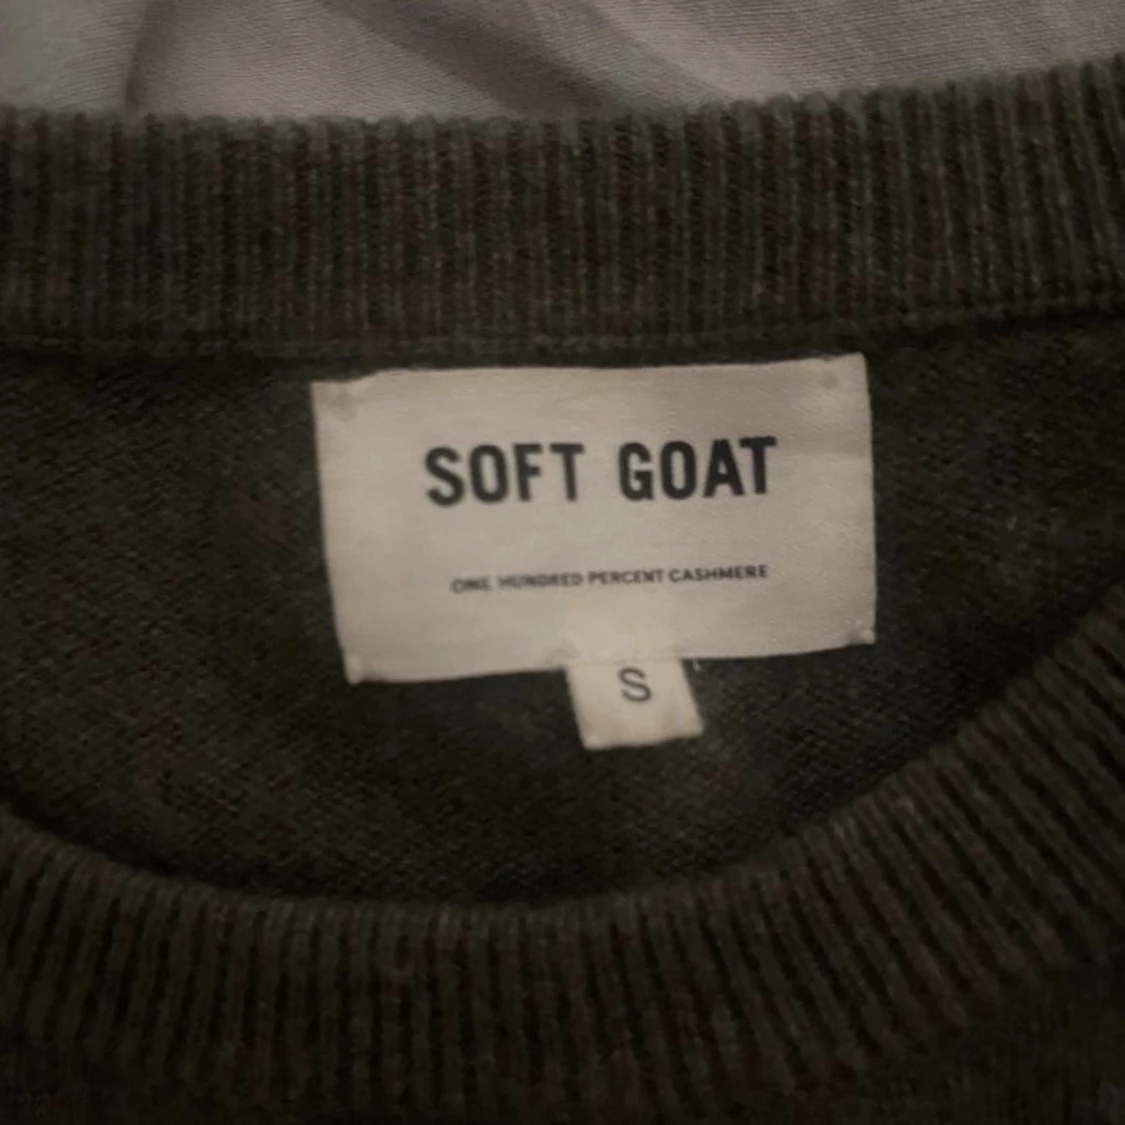 SOFT GOAT
ONE HUNDRED PERCENT CASHMERE
S